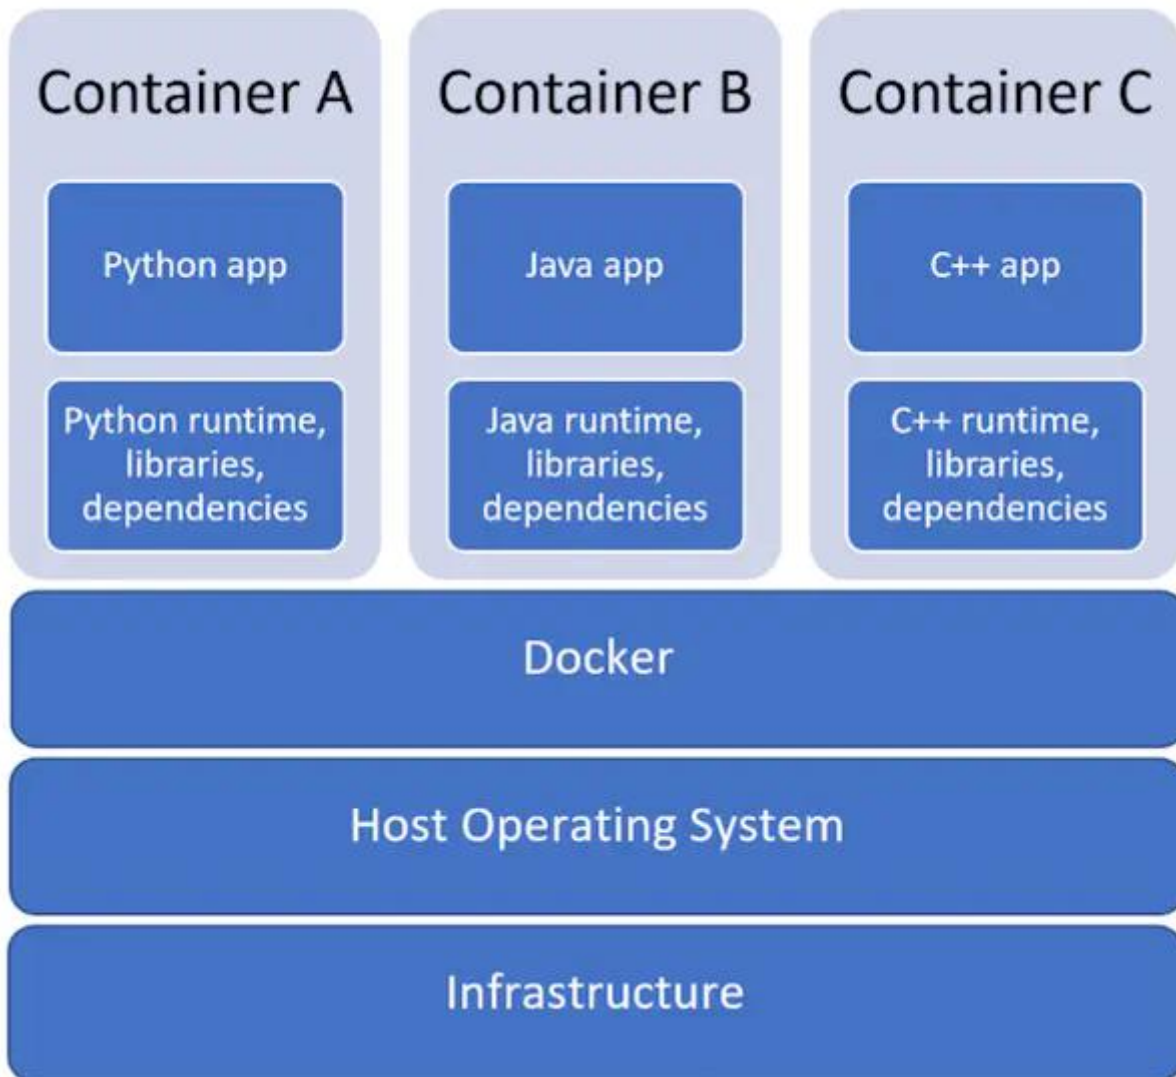 Container A
Container B
Container C
Python app
Java app
C++ app
Python runtime,
libraries,
dependencies
Java runtime,
libraries,
dependencies
C++ runtime,
libraries,
dependencies
Docker
Host Operating System
Infrastructure